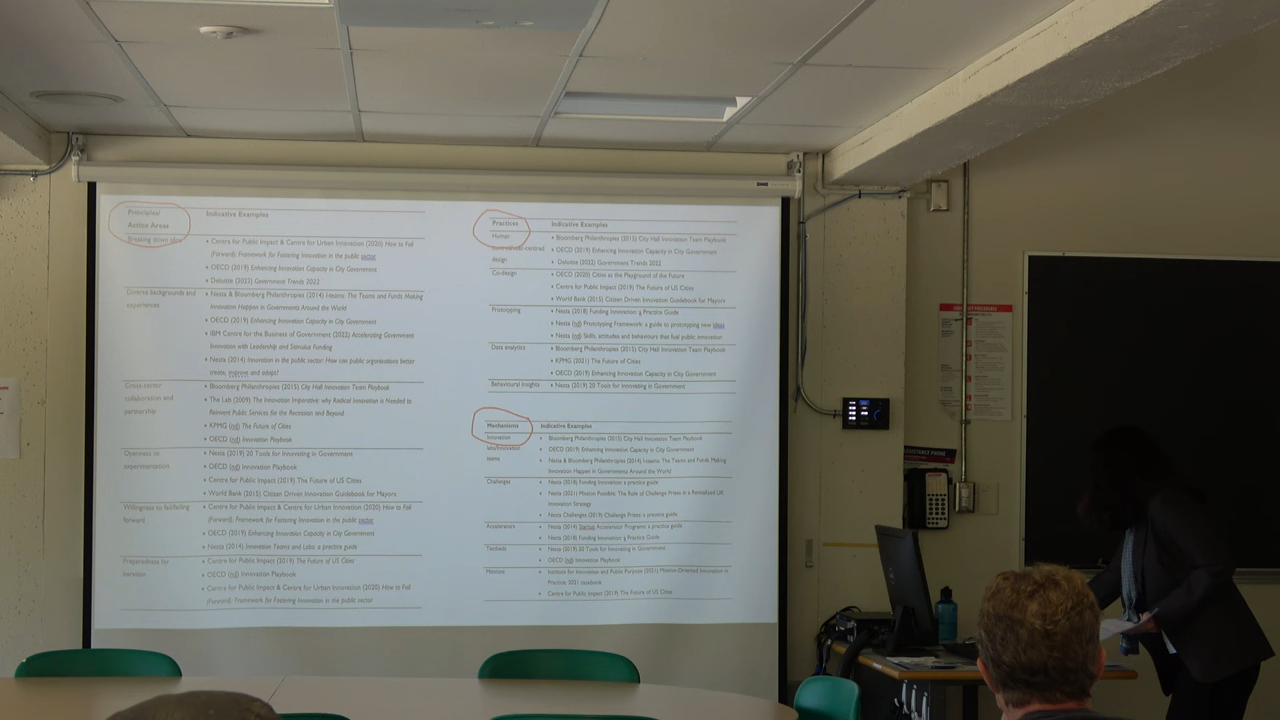 Principles/
Action Areas
Indicative Examples
Breaking down silos
• Centre for Public Impact & Centre for Urban Innovation (2020) How to Fail
(Forward): Framework for Fostering Innovation in the public sector
• OECD (2019) Enhancing Innovation Capacity in City Government
• Deloitte (2022) Government Trends 2022
Diverse backgrounds and
experiences
• Nesta & Bloomberg Philanthropies (2014) i-teams: The Teams and Funds Making
Innovation Happen in Governments Around the World
• OECD (2019) Enhancing Innovation Capacity in City Government
• IBM Centre for the Business of Government (2022) Accelerating Government
Innovation with Leadership and Stimulus Funding
• Nesta (2014) Innovation in the public sector: How can public organisations better
create, improve and adapt?
Cross-sector
collaboration and
partnership
• Bloomberg Philanthropies (2015) City Hall Innovation Team Playbook
• The Lab (2009) The Innovation Imperative: why Radical Innovation is Needed to
Reinvent Public Services for the Recession and Beyond
• KPMG (nd) The Future of Cities
• OECD (nd) Innovation Playbook
Openness to
experimentation
• Nesta (2019) 20 Tools for Innovating in Government
• OECD (nd) Innovation Playbook
• Centre for Public Impact (2019) The Future of US Cities
• World Bank (2015) Citizen Driven Innovation Guidebook for Mayors
Willingness to fail/failing
forward
• Centre for Public Impact & Centre for Urban Innovation (2020) How to Fail
(Forward): Framework for Fostering Innovation in the public sector
• OECD (2019) Enhancing Innovation Capacity in City Government
• Nesta (2014) Innovation Teams and Labs: a practice guide
Preparedness for
iteration
• Centre for Public Impact (2019) The Future of US Cities
• OECD (nd) Innovation Playbook
• Centre for Public Impact & Centre for Urban Innovation (2020) How to Fail
(Forward): Framework for Fostering Innovation in the public sector
Practices
Indicative Examples
Human
design
• Bloomberg Philanthropies (2015) City Hall Innovation Team Playbook
• OECD (2019) Enhancing Innovation Capacity in City Government
• Deloitte (2022) Government Trends 2022
Co-design
• OECD (2020) Cities as the Playground of the Future
• Centre for Public Impact (2019) The Future of US Cities
• World Bank (2015) Citizen Driven Innovation Guidebook for Mayors
Prototyping
• Nesta (2018) Funding Innovation: a Practice Guide
• Nesta (nd) Prototyping Framework: a guide to prototyping new ideas
• Nesta (nd) Skills, attitudes and behaviours that fuel public innovation
Data analytics
• Bloomberg Philanthropies (2015) City Hall Innovation Team Playbook
• KPMG (2021) The Future of Cities
• OECD (2019) Enhancing Innovation Capacity in City Government
Behavioural Insights
• Nesta (2019) 20 Tools for Innovating in Government
Mechanisms
Indicative Examples
Innovation
labs/innovation
teams
• Bloomberg Philanthropies (2015) City Hall Innovation Team Playbook
• OECD (2019) Enhancing Innovation Capacity in City Government
• Nesta & Bloomberg Philanthropies (2014) i-teams: The Teams and Funds Making
Innovation Happen in Governments Around the World
Challenges
• Nesta (2018) Funding Innovation: a practice guide
• Nesta (2021) Mission Possible: The Role of Challenge Prizes in a Revitalised UK
Innovation Strategy
• Nesta Challenges (2019) Challenge Prizes: a practice guide
Accelerators
• Nesta (2014) Startup Accelerator Programs: a practice guide
• Nesta (2018) Funding Innovation: a Practice Guide
Testbeds
• Nesta (2019) 20 Tools for Innovating in Government
• OECD (nd) Innovation Playbook
Missions
• Institute for Innovation and Public Purpose (2021) Mission-Oriented Innovation in
Practice 2021 casebook
• Centre for Public Impact (2019) The Future of US Cities
PROCEDURES
ASSISTANCE PHONE